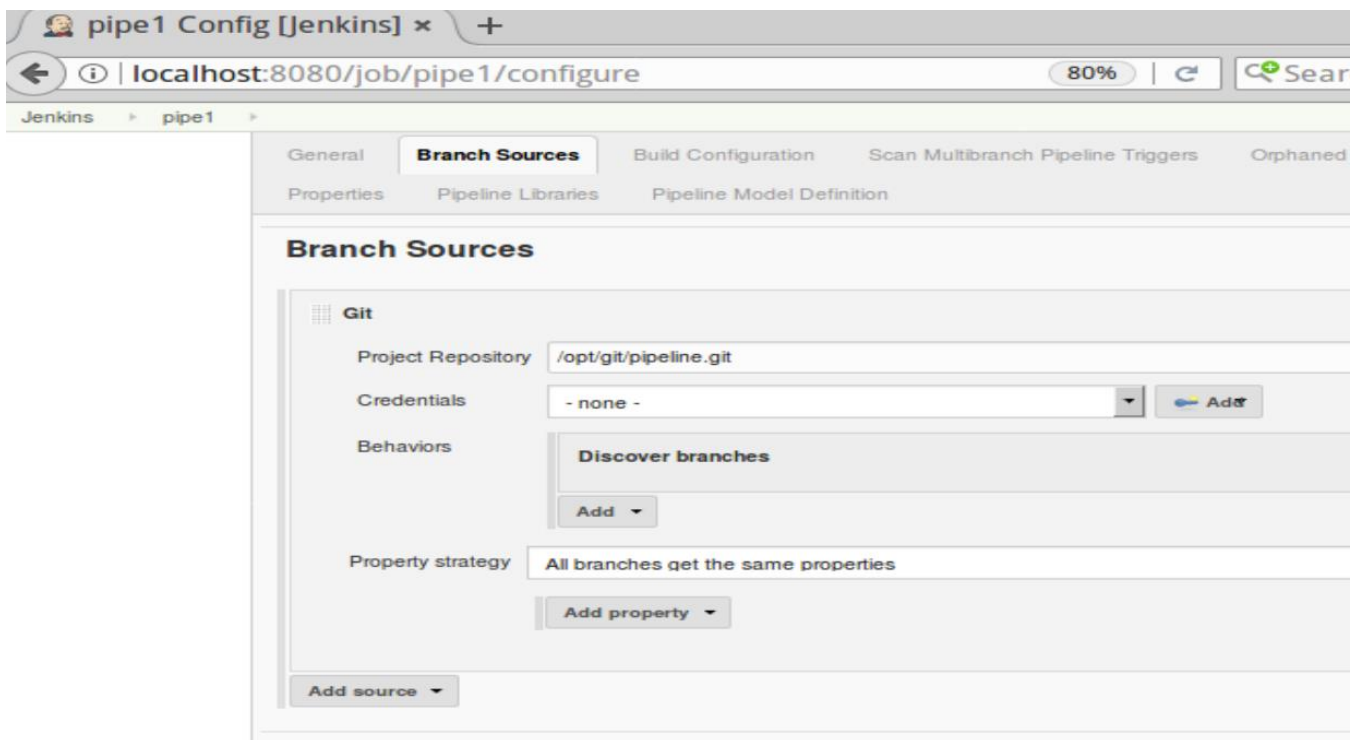 pipe1 Config [Jenkins] × +
localhost:8080/job/pipe1/configure 80% Sear
Jenkins pipe1
General Branch Sources Build Configuration Scan Multibranch Pipeline Triggers Orphaned
Properties Pipeline Libraries Pipeline Model Definition
Branch Sources
Git
Project Repository /opt/git/pipeline.git
Credentials - none - Add
Behaviors
Discover branches
Add
Property strategy All branches get the same properties
Add property
Add source